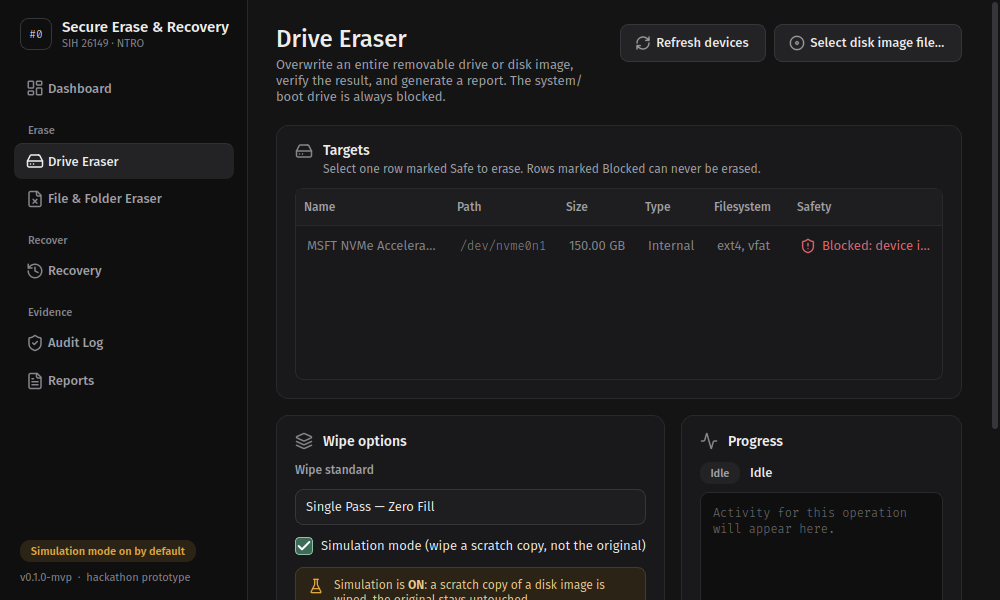 #0
Secure Erase & Recovery
SIH 26149 · NTRO
Dashboard
Erase
Drive Eraser
File & Folder Eraser
Recover
Recovery
Evidence
Audit Log
Reports
Simulation mode on by default
v0.1.0-mvp · hackathon prototype
Drive Eraser
Overwrite an entire removable drive or disk image,
verify the result, and generate a report. The system/
boot drive is always blocked.
Refresh devices
Select disk image file...
Targets
Select one row marked Safe to erase. Rows marked Blocked can never be erased.
Name Path Size Type Filesystem Safety
MSFT NVMe Accelera... /dev/nvme0n1 150.00 GB Internal ext4, vfat Blocked: device i...
Wipe options
Wipe standard
Single Pass — Zero Fill
Simulation mode (wipe a scratch copy, not the original)
Simulation is ON: a scratch copy of a disk image is
wiped, the original stays untouched.
Progress
Idle Idle
Activity for this operation
will appear here.